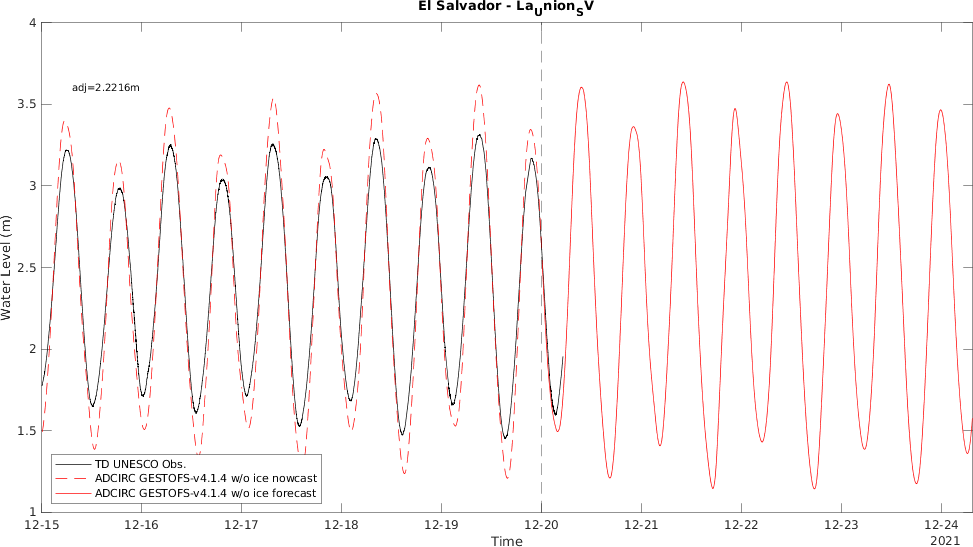 El Salvador - LaUnionSV
adj=2.2216m
4
3.5
3
2.5
2
1.5
1
Water Level (m)
TD UNESCO Obs.
ADCIRC GESTOFS-v4.1.4 w/o ice nowcast
ADCIRC GESTOFS-v4.1.4 w/o ice forecast
12-15 12-16 12-17 12-18 12-19 12-20 12-21 12-22 12-23 12-24
Time
2021